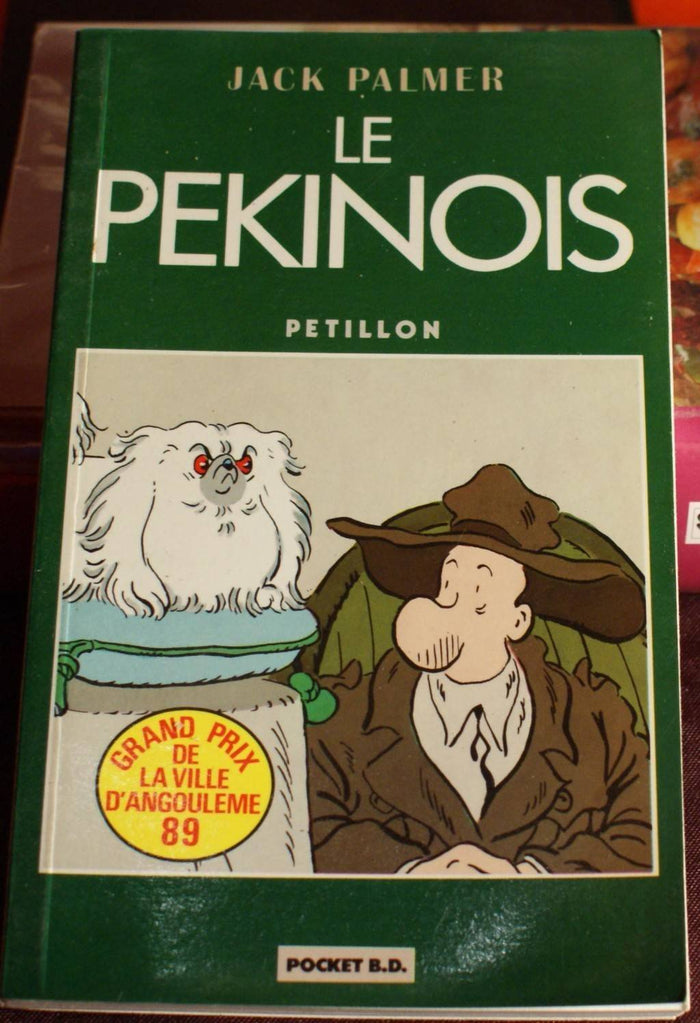 JACK PALMER
LE
PEKINOIS
PETILLON
GRAND PRIX
DE
LA VILLE
D'ANGOULEME
89
POCKET B.D.